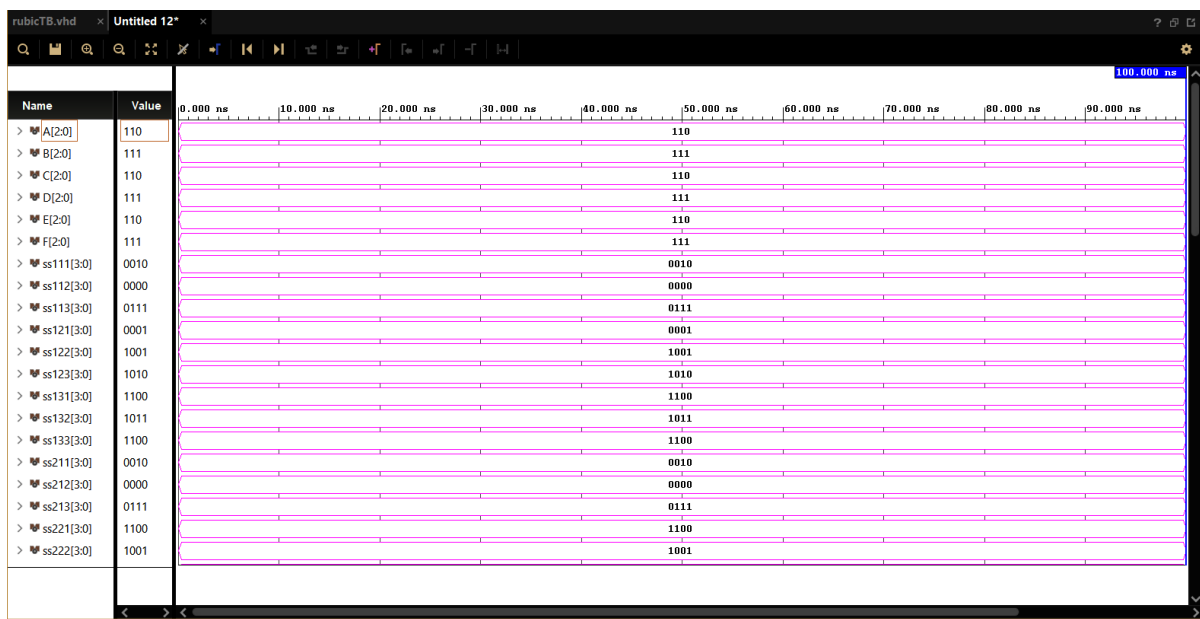 rubicTB.vhd × Untitled 12* ×
?
100.000 ns
Name Value 0.000 ns 10.000 ns 20.000 ns 30.000 ns 40.000 ns 50.000 ns 60.000 ns 70.000 ns 80.000 ns 90.000 ns
> A[2:0] 110 110
> B[2:0] 111 111
> C[2:0] 110 110
> D[2:0] 111 111
> E[2:0] 110 110
> F[2:0] 111 111
> ss111[3:0] 0010 0010
> ss112[3:0] 0000 0000
> ss113[3:0] 0111 0111
> ss121[3:0] 0001 0001
> ss122[3:0] 1001 1001
> ss123[3:0] 1010 1010
> ss131[3:0] 1100 1100
> ss132[3:0] 1011 1011
> ss133[3:0] 1100 1100
> ss211[3:0] 0010 0010
> ss212[3:0] 0000 0000
> ss213[3:0] 0111 0111
> ss221[3:0] 1100 1100
> ss222[3:0] 1001 1001